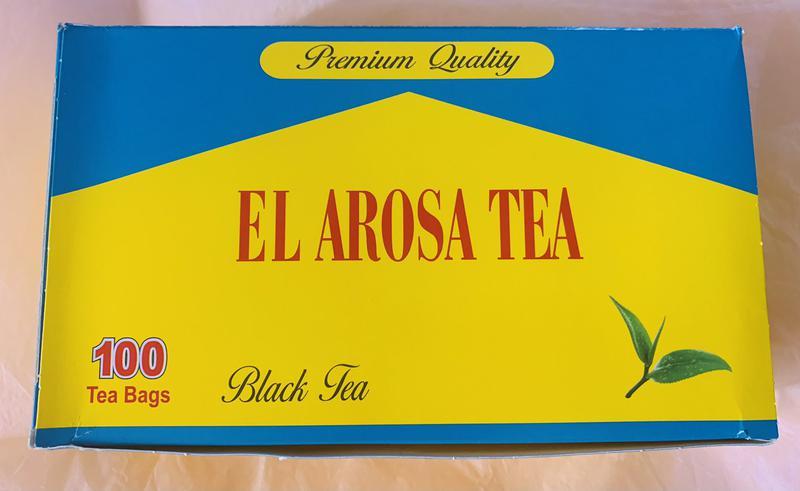 Premium Quality
EL AROSA TEA
100
Tea Bags
Black Tea